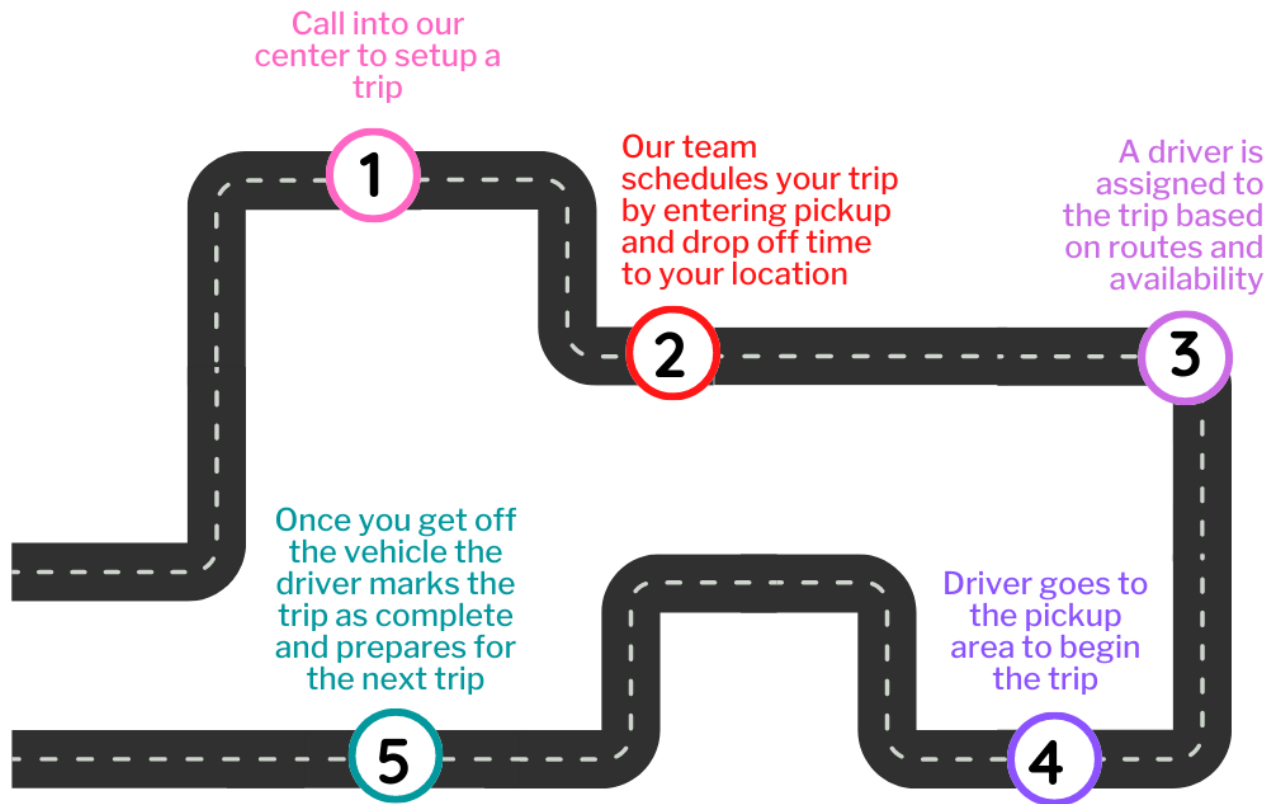 Call into our
center to setup a
trip
1
Our team
schedules your trip
by entering pickup
and drop off time
to your location
2
A driver is
assigned to
the trip based
on routes and
availability
3
Driver goes to
the pickup
area to begin
the trip
4
Once you get off
the vehicle the
driver marks the
trip as complete
and prepares for
the next trip
5